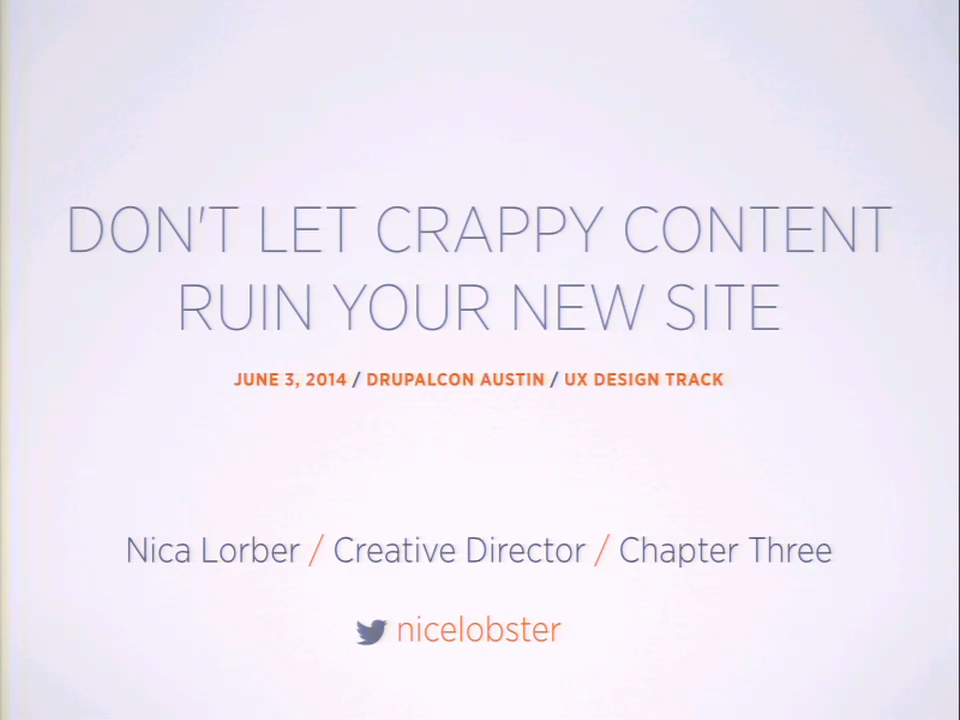 DON'T LET CRAPPY CONTENT
RUIN YOUR NEW SITE
JUNE 3, 2014 / DRUPALCON AUSTIN / UX DESIGN TRACK
Nica Lorber / Creative Director / Chapter Three
nicelobster